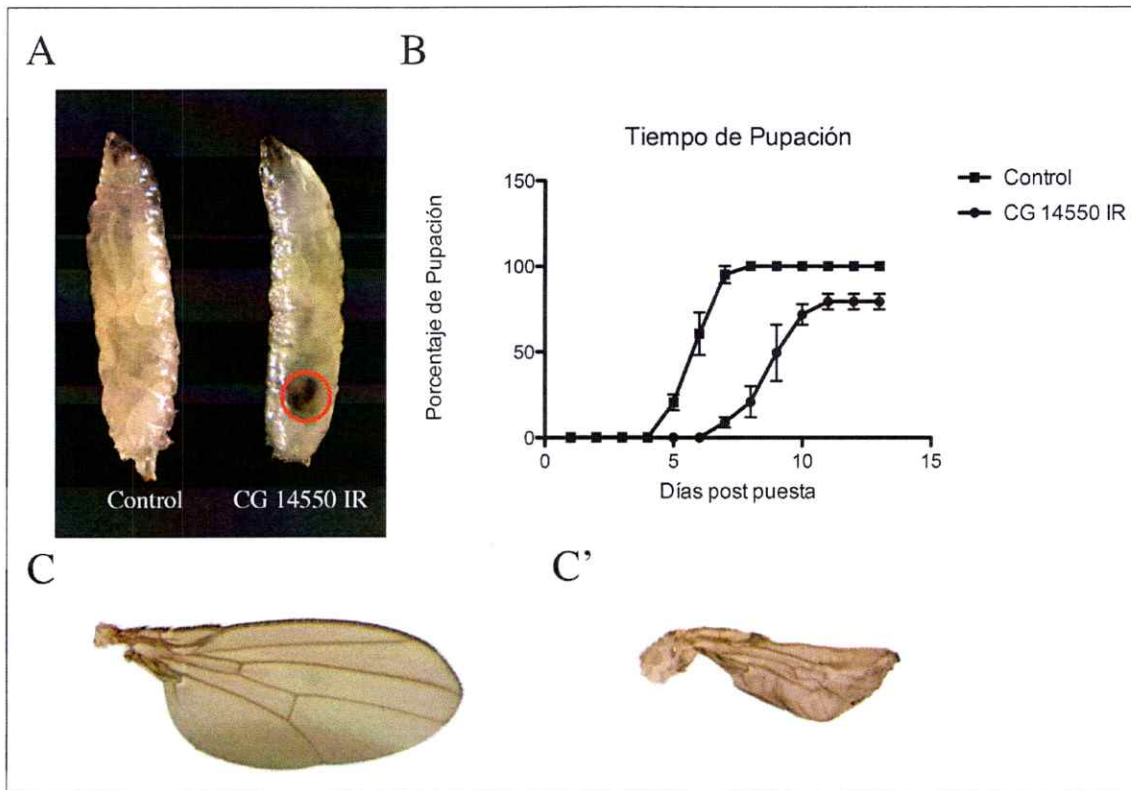 A
B
Control
CG 14550 IR
Tiempo de Pupación
Porcentaje de Pupación
150
100
50
0
0
5
10
15
Días post puesta
Control
CG 14550 IR
C
C'